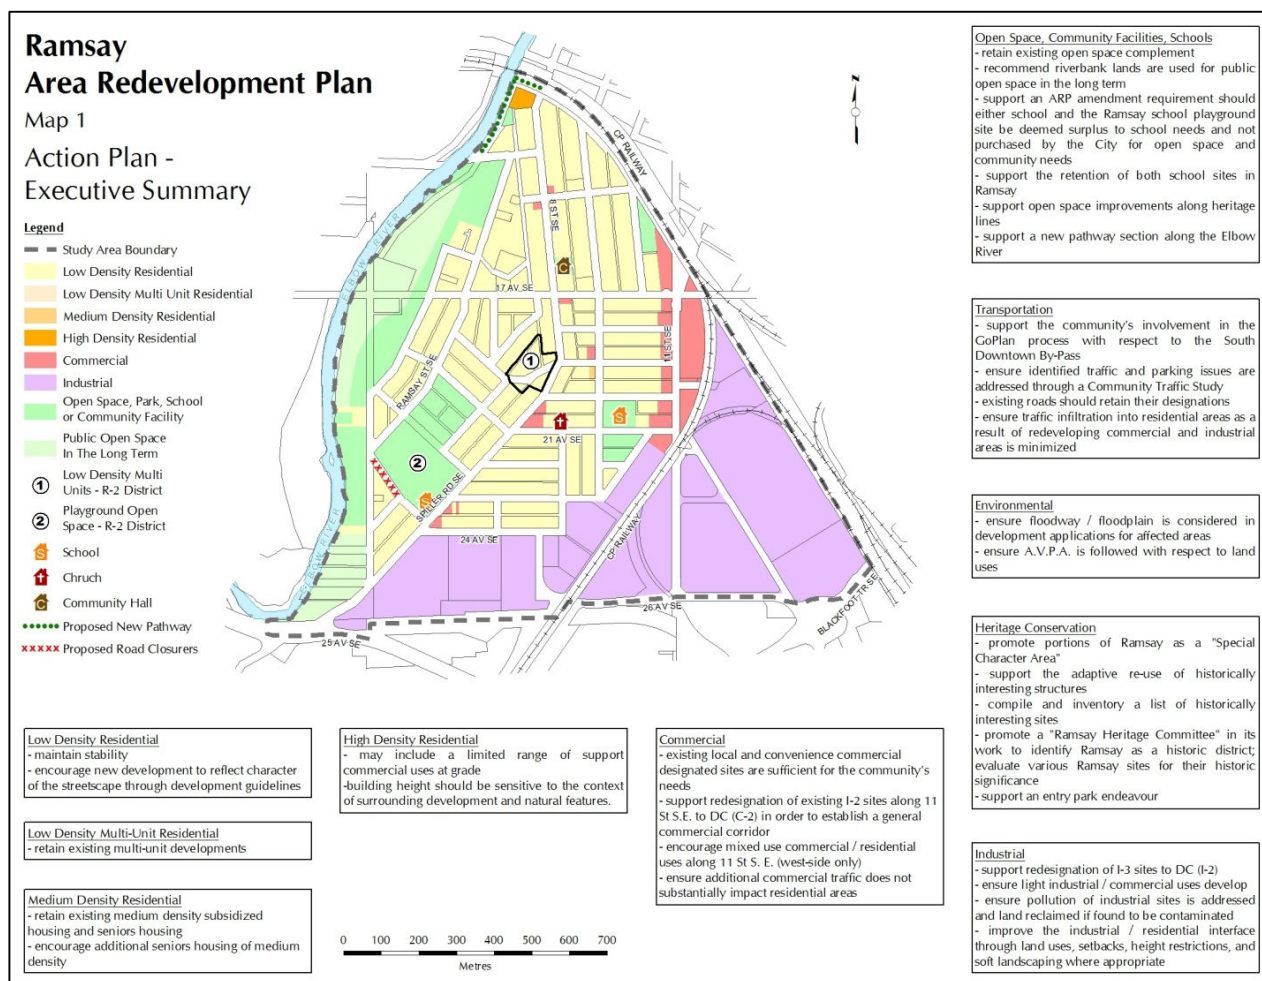 Ramsay
Area Redevelopment Plan
Map 1
Action Plan -
Executive Summary
Legend
Study Area Boundary
Low Density Residential
Low Density Multi Unit Residential
Medium Density Residential
High Density Residential
Commercial
Industrial
Open Space, Park, School
or Community Facility
Public Open Space
In The Long Term
1
Low Density Multi
Units - R-2 District
2
Playground Open
Space - R-2 District
S
School
Chruch
C
Community Hall
Proposed New Pathway
xxxxx Proposed Road Closurers
N
ELBOW RIVER
ELBOW RIVER
CP RAILWAY
8 ST SE
C
17 AV SE
11 ST SE
1
RAMSAY ST SE
S
21 AV SE
2
xxxxxx
S
SPILLER RD SE
24 AV SE
CP RAILWAY
26 AV SE
BLACKFOOT TR SE
25 AV SE
Open Space, Community Facilities, Schools
- retain existing open space complement
- recommend riverbank lands are used for public
open space in the long term
- support an ARP amendment requirement should
either school and the Ramsay school playground
site be deemed surplus to school needs and not
purchased by the City for open space and
community needs
- support the retention of both school sites in
Ramsay
- support open space improvements along heritage
lines
- support a new pathway section along the Elbow
River
Transportation
- support the community's involvement in the
GoPlan process with respect to the South
Downtown By-Pass
- ensure identified traffic and parking issues are
addressed through a Community Traffic Study
- existing roads should retain their designations
- ensure traffic infiltration into residential areas as a
result of redeveloping commercial and industrial
areas is minimized
Environmental
- ensure floodway / floodplain is considered in
development applications for affected areas
- ensure A.V.P.A. is followed with respect to land
uses
Heritage Conservation
- promote portions of Ramsay as a "Special
Character Area"
- support the adaptive re-use of historically
interesting structures
- compile and inventory a list of historically
interesting sites
- promote a "Ramsay Heritage Committee" in its
work to identify Ramsay as a historic district;
evaluate various Ramsay sites for their historic
significance
- support an entry park endeavour
Industrial
- support redesignation of I-3 sites to DC (I-2)
- ensure light industrial / commercial uses develop
- ensure pollution of industrial sites is addressed
and land reclaimed if found to be contaminated
- improve the industrial / residential interface
through land uses, setbacks, height restrictions, and
soft landscaping where appropriate
Low Density Residential
- maintain stability
- encourage new development to reflect character
of the streetscape through development guidelines
Low Density Multi-Unit Residential
- retain existing multi-unit developments
Medium Density Residential
- retain existing medium density subsidized
housing and seniors housing
- encourage additional seniors housing of medium
density
High Density Residential
- may include a limited range of support
commercial uses at grade
-building height should be sensitive to the context
of surrounding development and natural features.
Commercial
- existing local and convenience commercial
designated sites are sufficient for the community's
needs
- support redesignation of existing I-2 sites along 11
St S.E. to DC (C-2) in order to establish a general
commercial corridor
- encourage mixed use commercial / residential
uses along 11 St S. E. (west-side only)
- ensure additional commercial traffic does not
substantially impact residential areas
0 100 200 300 400 500 600 700
Metres